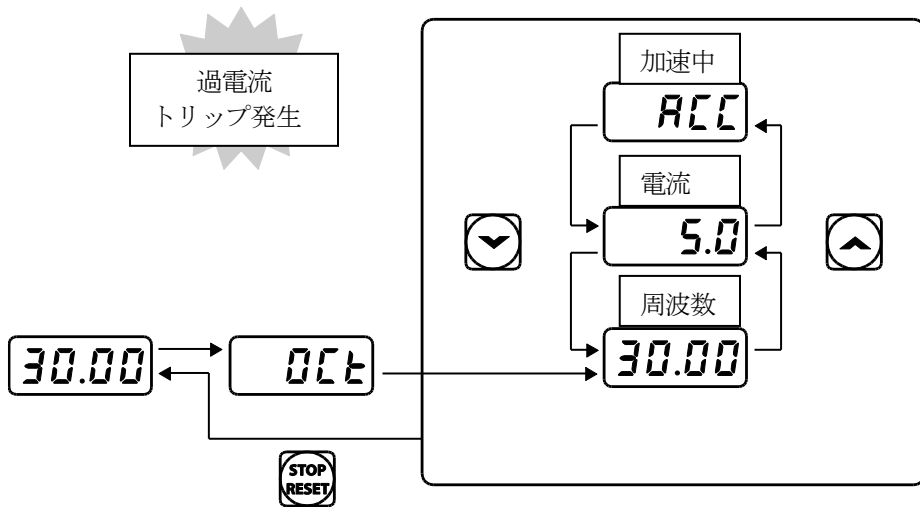 過電流
トリップ発生
加速中
ACC
電流
5.0
周波数
30.00
30.00
OCt
STOP
RESET